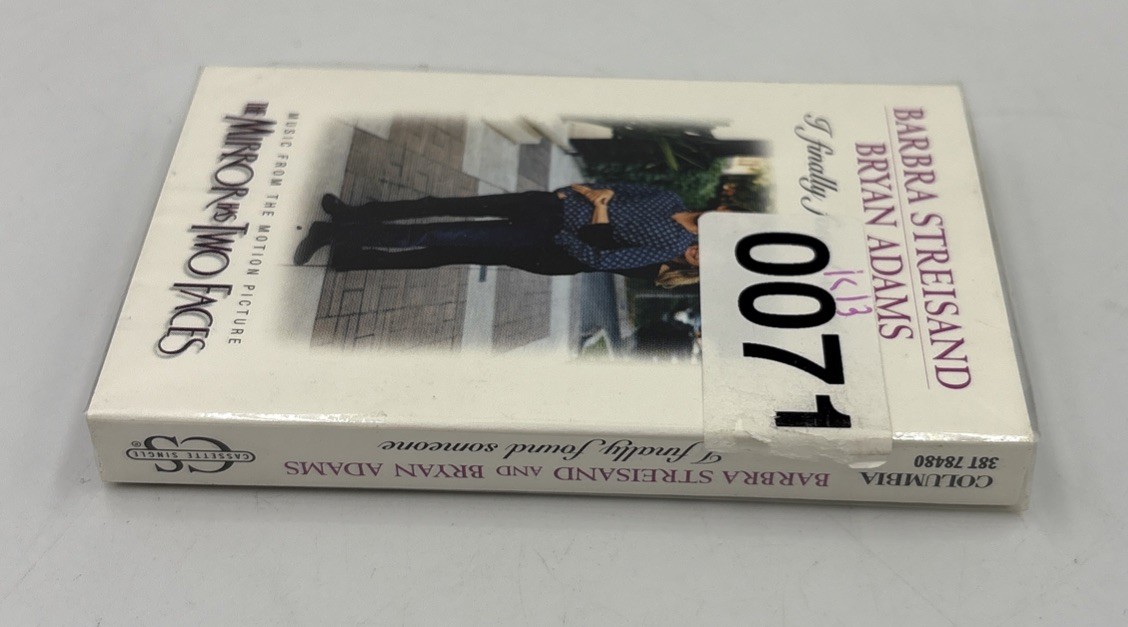 BARBRA STREISAND
BRYAN ADAMS
I finally f
0071
MUSIC FROM THE MOTION PICTURE
THE MIRROR HAS TWO FACES
COLUMBIA
38T 78480
BARBRA STREISAND AND BRYAN ADAMS
I finally found someone
CS®
CASSETTE SINGLE